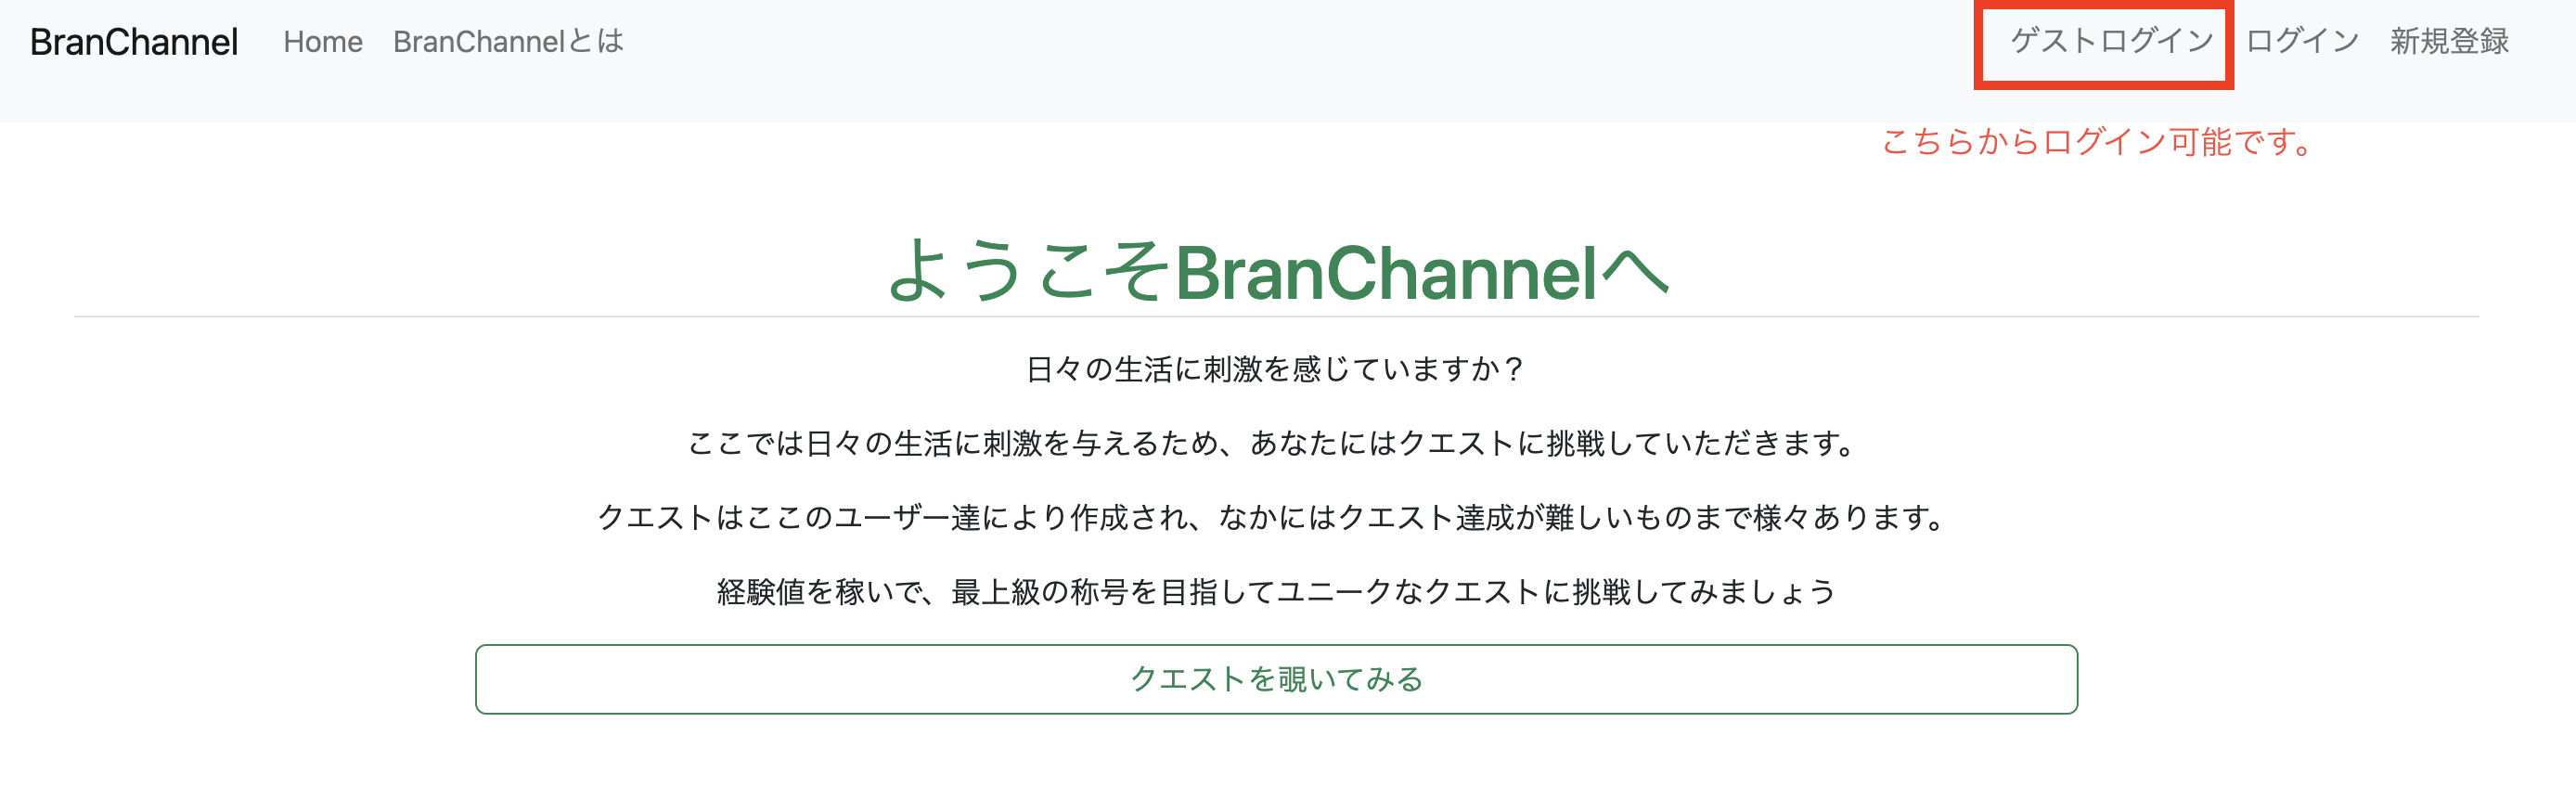 BranChannel Home BranChannelとは ゲストログイン ログイン 新規登録
こちらからログイン可能です。
ようこそBranChannelへ
日々の生活に刺激を感じていますか？
ここでは日々の生活に刺激を与えるため、あなたにはクエストに挑戦していただきます。
クエストはここのユーザー達により作成され、なかにはクエスト達成が難しいものまで様々あります。
経験値を稼いで、最上級の称号を目指してユニークなクエストに挑戦してみましょう
クエストを覗いてみる